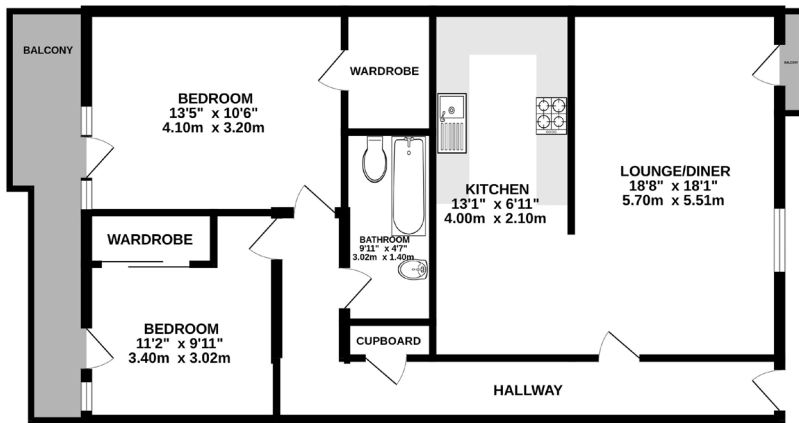 BALCONY
BEDROOM
13'5" x 10'6"
4.10m x 3.20m
WARDROBE
KITCHEN
13'1" x 6'11"
4.00m x 2.10m
LOUNGE/DINER
18'8" x 18'1"
5.70m x 5.51m
BALCONY
WARDROBE
BATHROOM
9'11" x 4'7"
3.02m x 1.40m
BEDROOM
11'2" x 9'11"
3.40m x 3.02m
CUPBOARD
HALLWAY